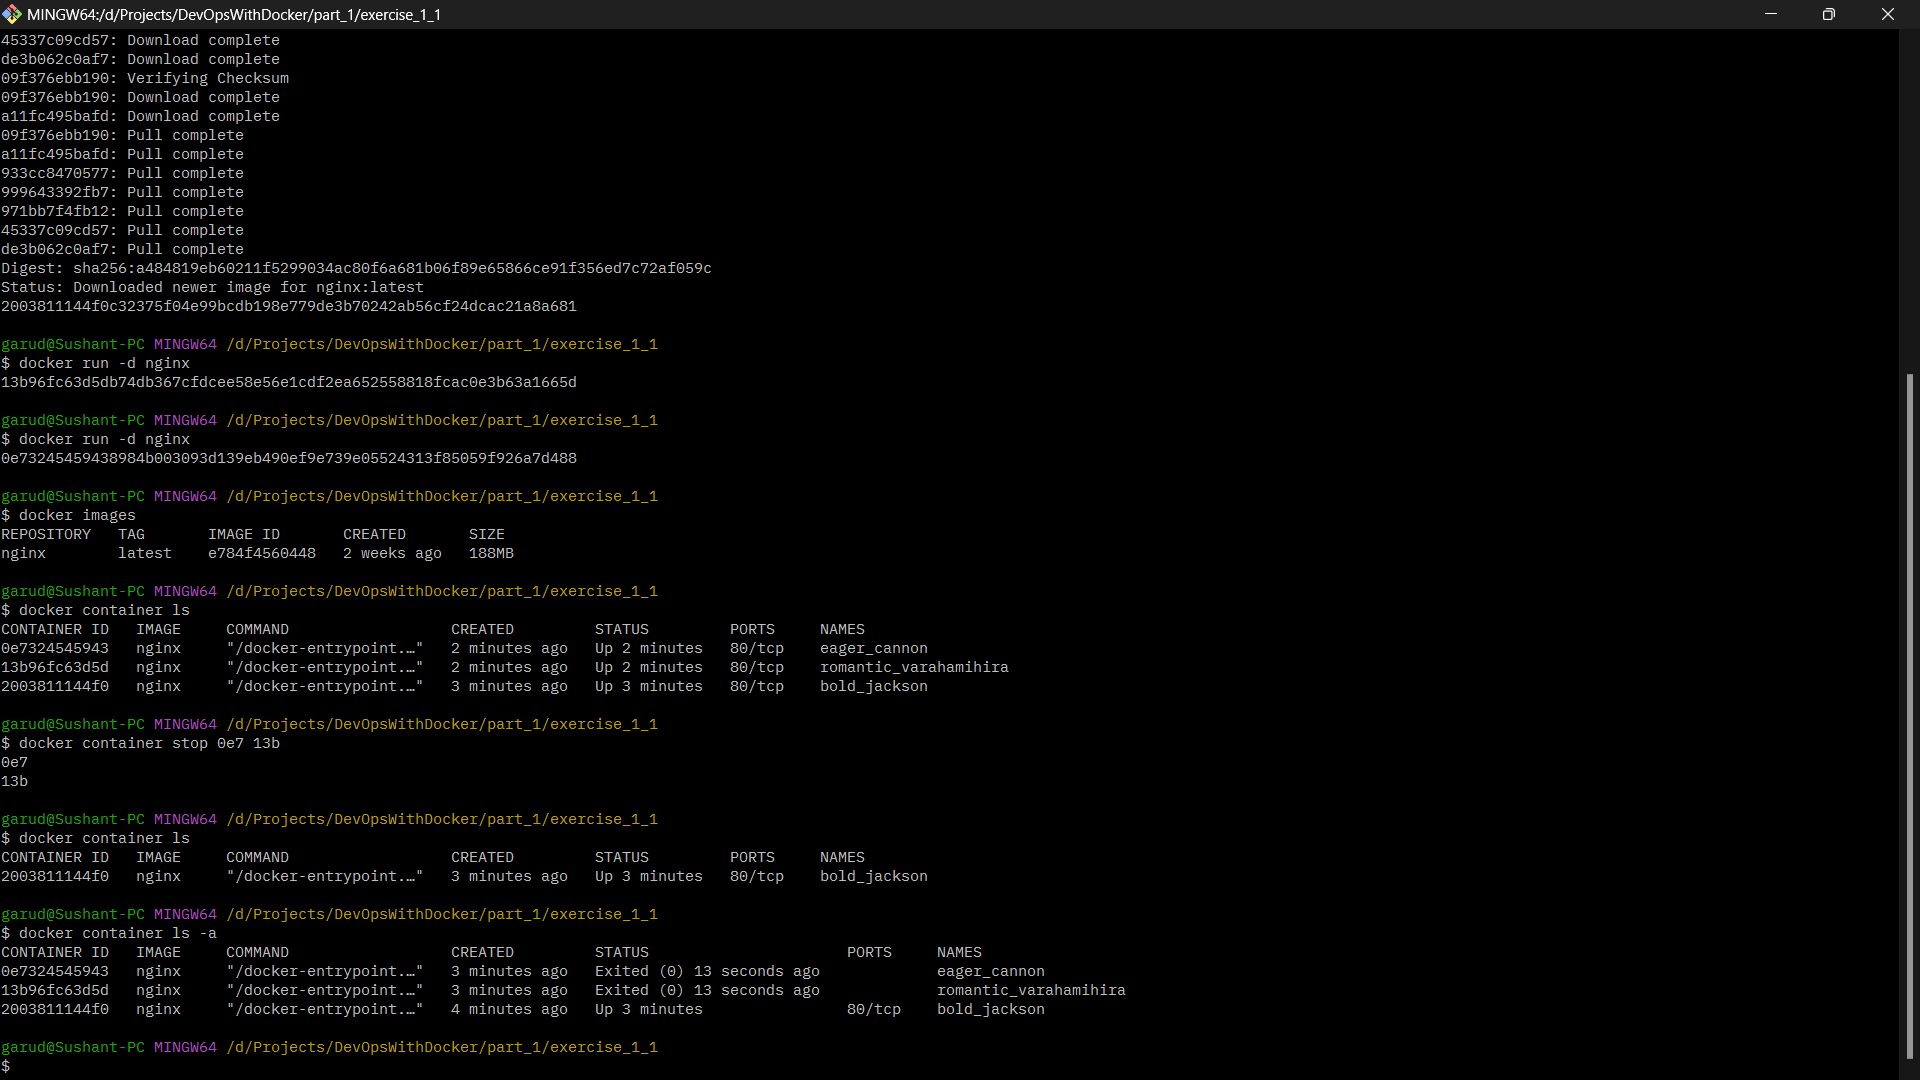 MINGW64:/d/Projects/DevOpsWithDocker/part_1/exercise_1_1
45337c09cd57: Download complete
de3b062c0af7: Download complete
09f376ebb190: Verifying Checksum
09f376ebb190: Download complete
a11fc495bafd: Download complete
09f376ebb190: Pull complete
a11fc495bafd: Pull complete
933cc8470577: Pull complete
999643392fb7: Pull complete
971bb7f4fb12: Pull complete
45337c09cd57: Pull complete
de3b062c0af7: Pull complete
Digest: sha256:a484819eb60211f5299034ac80f6a681b06f89e65866ce91f356ed7c72af059c
Status: Downloaded newer image for nginx:latest
2003811144f0c32375f04e99bcdb198e779de3b70242ab56cf24dcac21a8a681
garud@Sushant-PC MINGW64 /d/Projects/DevOpsWithDocker/part_1/exercise_1_1
$ docker run -d nginx
13b96fc63d5db74db367cfdcee58e56e1cdf2ea652558818fcac0e3b63a1665d
garud@Sushant-PC MINGW64 /d/Projects/DevOpsWithDocker/part_1/exercise_1_1
$ docker run -d nginx
0e73245459438984b003093d139eb490ef9e739e05524313f85059f926a7d488
garud@Sushant-PC MINGW64 /d/Projects/DevOpsWithDocker/part_1/exercise_1_1
$ docker images
REPOSITORY   TAG       IMAGE ID       CREATED       SIZE
nginx        latest    e784f4560448   2 weeks ago   188MB
garud@Sushant-PC MINGW64 /d/Projects/DevOpsWithDocker/part_1/exercise_1_1
$ docker container ls
CONTAINER ID   IMAGE     COMMAND                  CREATED         STATUS         PORTS     NAMES
0e7324545943   nginx     "/docker-entrypoint.…"   2 minutes ago   Up 2 minutes   80/tcp    eager_cannon
13b96fc63d5d   nginx     "/docker-entrypoint.…"   2 minutes ago   Up 2 minutes   80/tcp    romantic_varahamihira
2003811144f0   nginx     "/docker-entrypoint.…"   3 minutes ago   Up 3 minutes   80/tcp    bold_jackson
garud@Sushant-PC MINGW64 /d/Projects/DevOpsWithDocker/part_1/exercise_1_1
$ docker container stop 0e7 13b
0e7
13b
garud@Sushant-PC MINGW64 /d/Projects/DevOpsWithDocker/part_1/exercise_1_1
$ docker container ls
CONTAINER ID   IMAGE     COMMAND                  CREATED         STATUS         PORTS     NAMES
2003811144f0   nginx     "/docker-entrypoint.…"   3 minutes ago   Up 3 minutes   80/tcp    bold_jackson
garud@Sushant-PC MINGW64 /d/Projects/DevOpsWithDocker/part_1/exercise_1_1
$ docker container ls -a
CONTAINER ID   IMAGE     COMMAND                  CREATED         STATUS                      PORTS     NAMES
0e7324545943   nginx     "/docker-entrypoint.…"   3 minutes ago   Exited (0) 13 seconds ago             eager_cannon
13b96fc63d5d   nginx     "/docker-entrypoint.…"   3 minutes ago   Exited (0) 13 seconds ago             romantic_varahamihira
2003811144f0   nginx     "/docker-entrypoint.…"   4 minutes ago   Up 3 minutes                80/tcp    bold_jackson
garud@Sushant-PC MINGW64 /d/Projects/DevOpsWithDocker/part_1/exercise_1_1
$